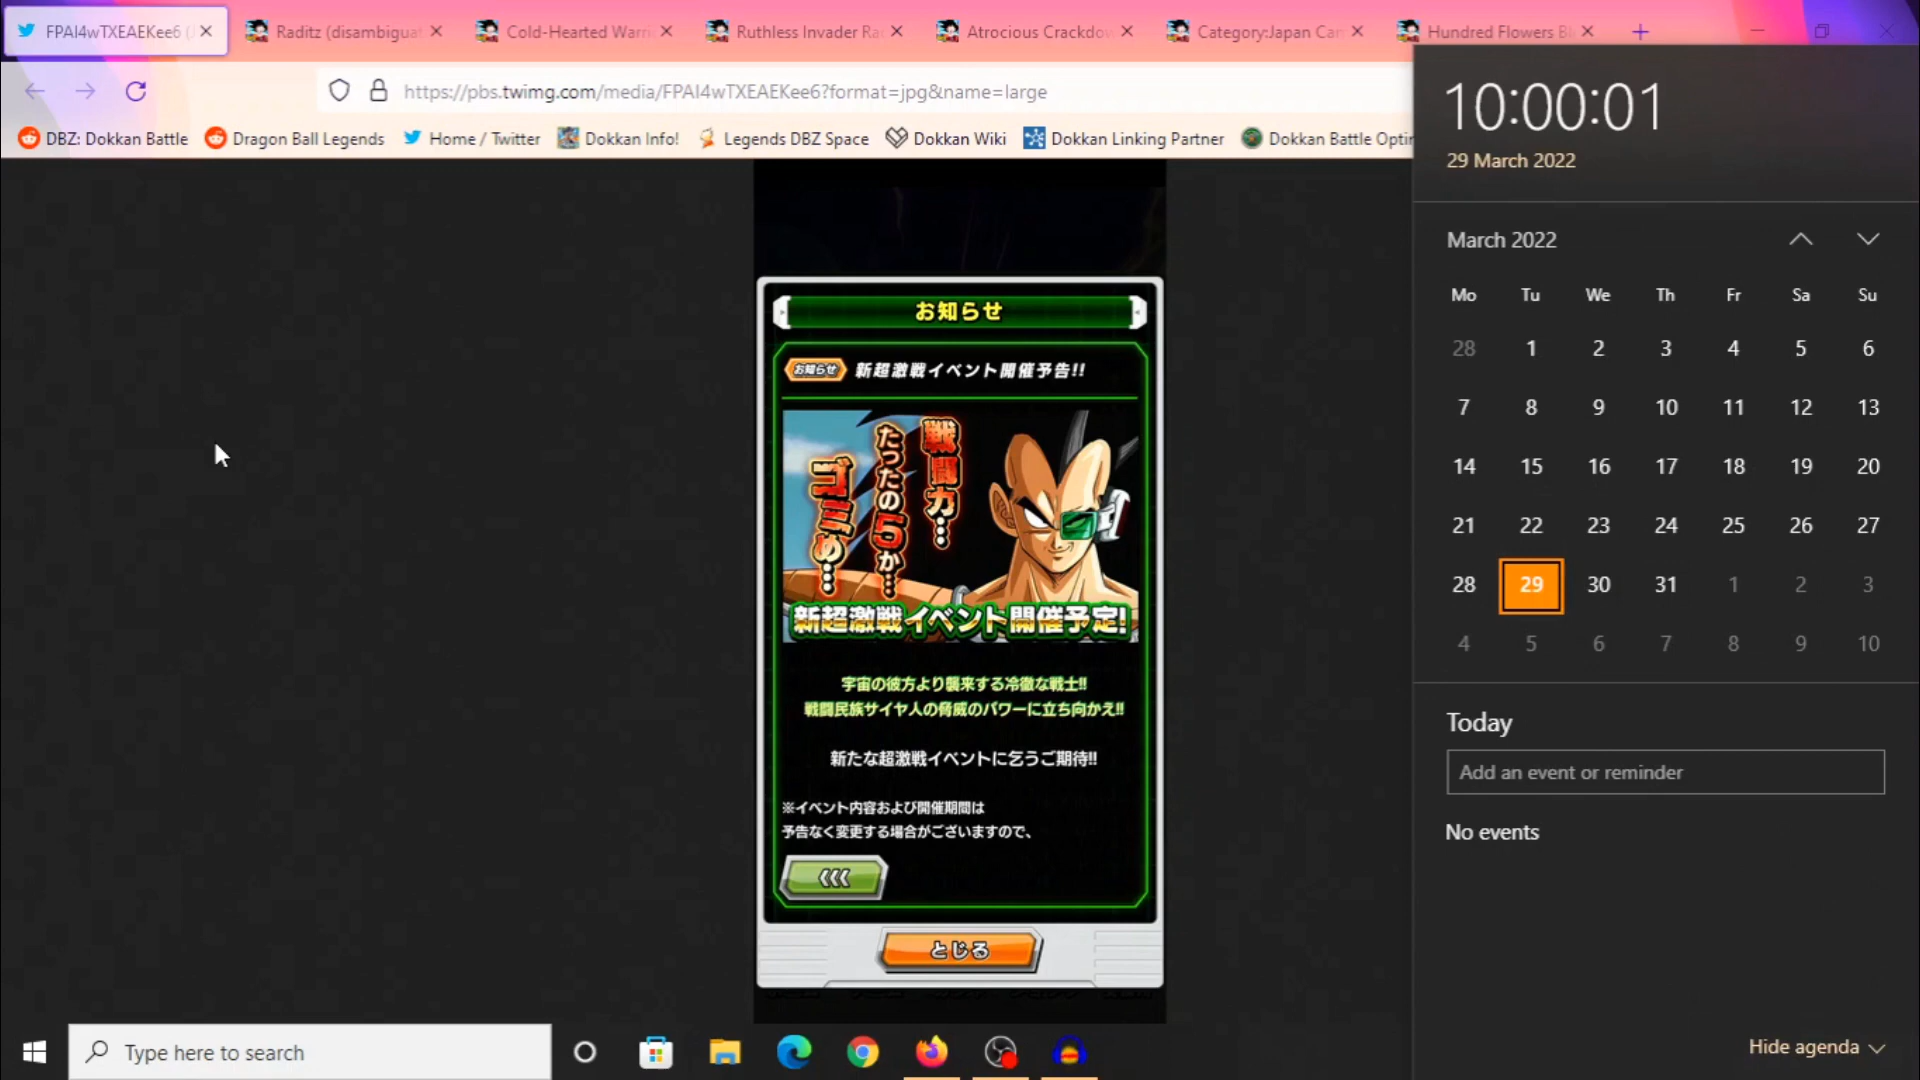 FPAI4wTXEAEKee6 (J
Raditz (disambiguat
Cold-Hearted Warri
Ruthless Invader Ra
Atrocious Crackdow
Category:Japan Cam
Hundred Flowers Bl
https://pbs.twimg.com/media/FPAI4wTXEAEKee6?format=jpg&name=large
DBZ: Dokkan Battle
Dragon Ball Legends
Home / Twitter
Dokkan Info!
Legends DBZ Space
Dokkan Wiki
Dokkan Linking Partner
Dokkan Battle Optim
お知らせ
お知らせ 新超激戦イベント開催予告!!
戦闘力…
たったの5か…
ゴミめ…
新超激戦イベント開催予定!
宇宙の彼方より襲来する冷徹な戦士!!
戦闘民族サイヤ人の脅威のパワーに立ち向かえ!!
新たな超激戦イベントに乞うご期待!!
※イベント内容および開催期間は
予告なく変更する場合がございますので、
とじる
10:00:01
29 March 2022
March 2022
Mo Tu We Th Fr Sa Su
28 1 2 3 4 5 6
7 8 9 10 11 12 13
14 15 16 17 18 19 20
21 22 23 24 25 26 27
28 29 30 31 1 2 3
4 5 6 7 8 9 10
Today
Add an event or reminder
No events
Hide agenda
Type here to search